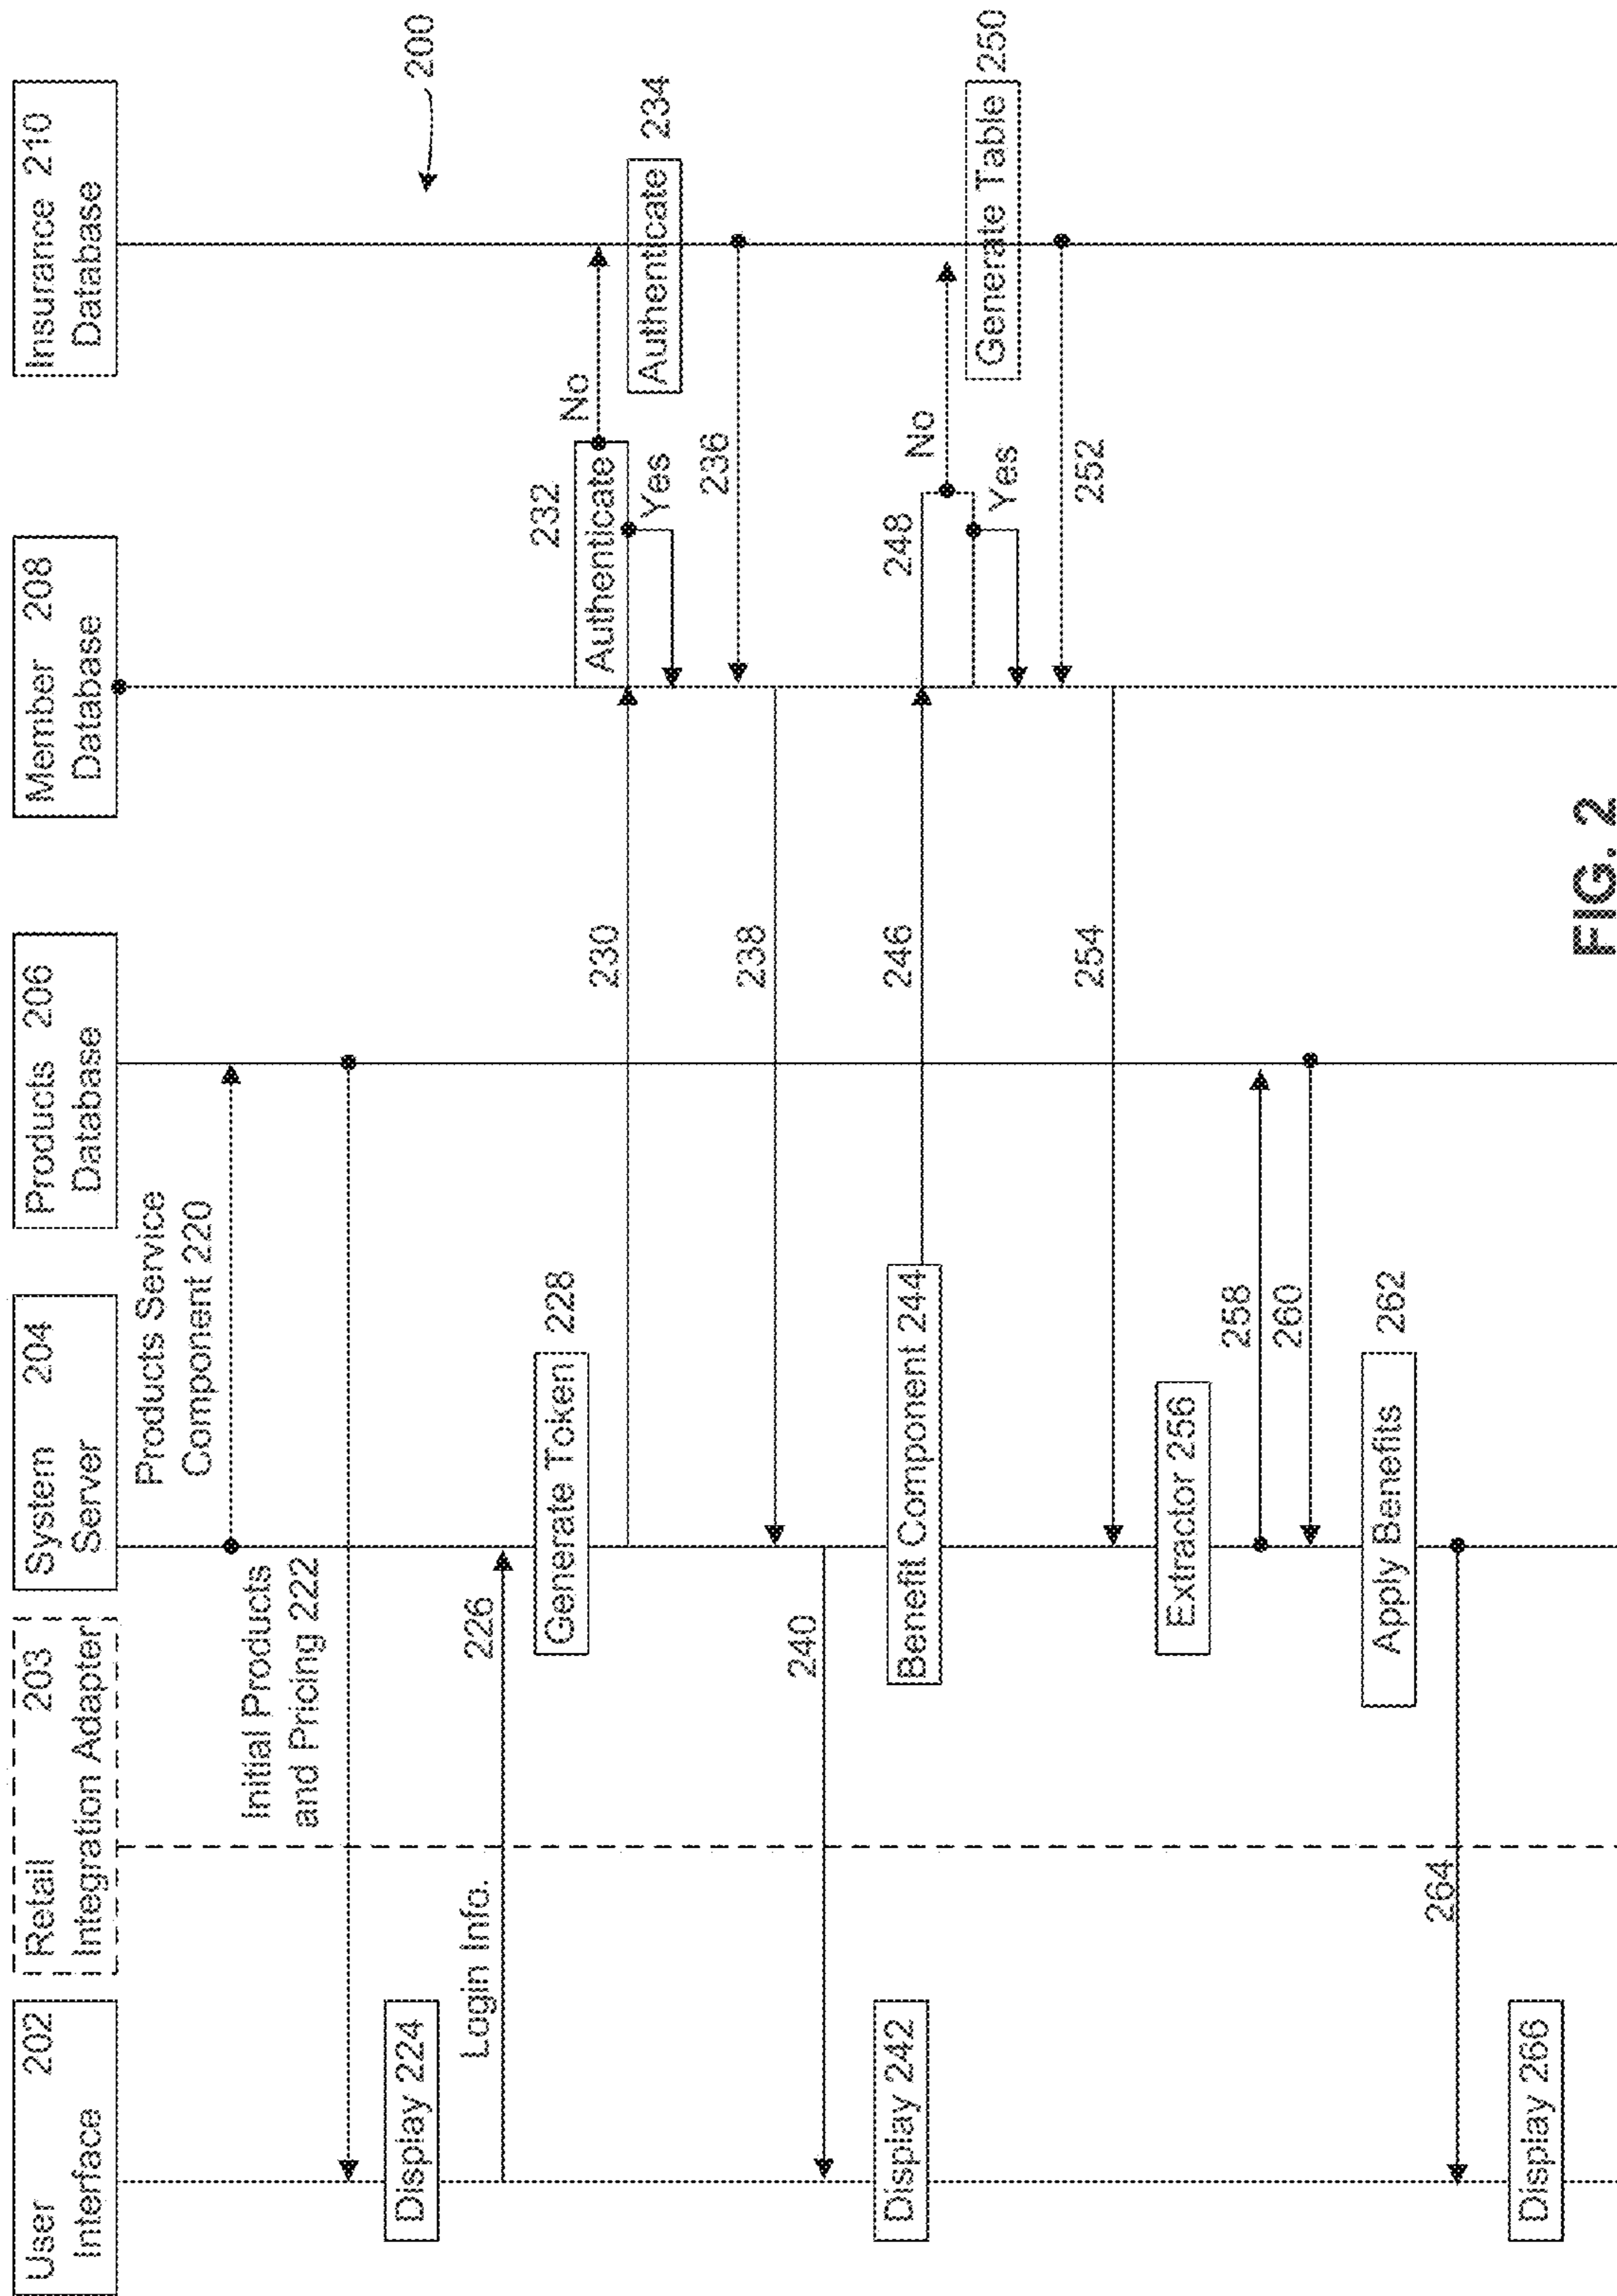 User 202
Interface
Retail 203
Integration Adapter
System 204
Server
Products 206
Database
Member 208
Database
Insurance 210
Database
200
Products Service
Component 220
Initial Products
and Pricing 222
Display 224
Login Info.
226
Generate Token 228
230
232
Authenticate
No
Yes
Authenticate 234
236
238
240
Display 242
Benefit Component 244
246
248
No
Yes
Generate Table 250
252
254
Extractor 256
258
260
Apply Benefits 262
264
Display 266
FIG. 2